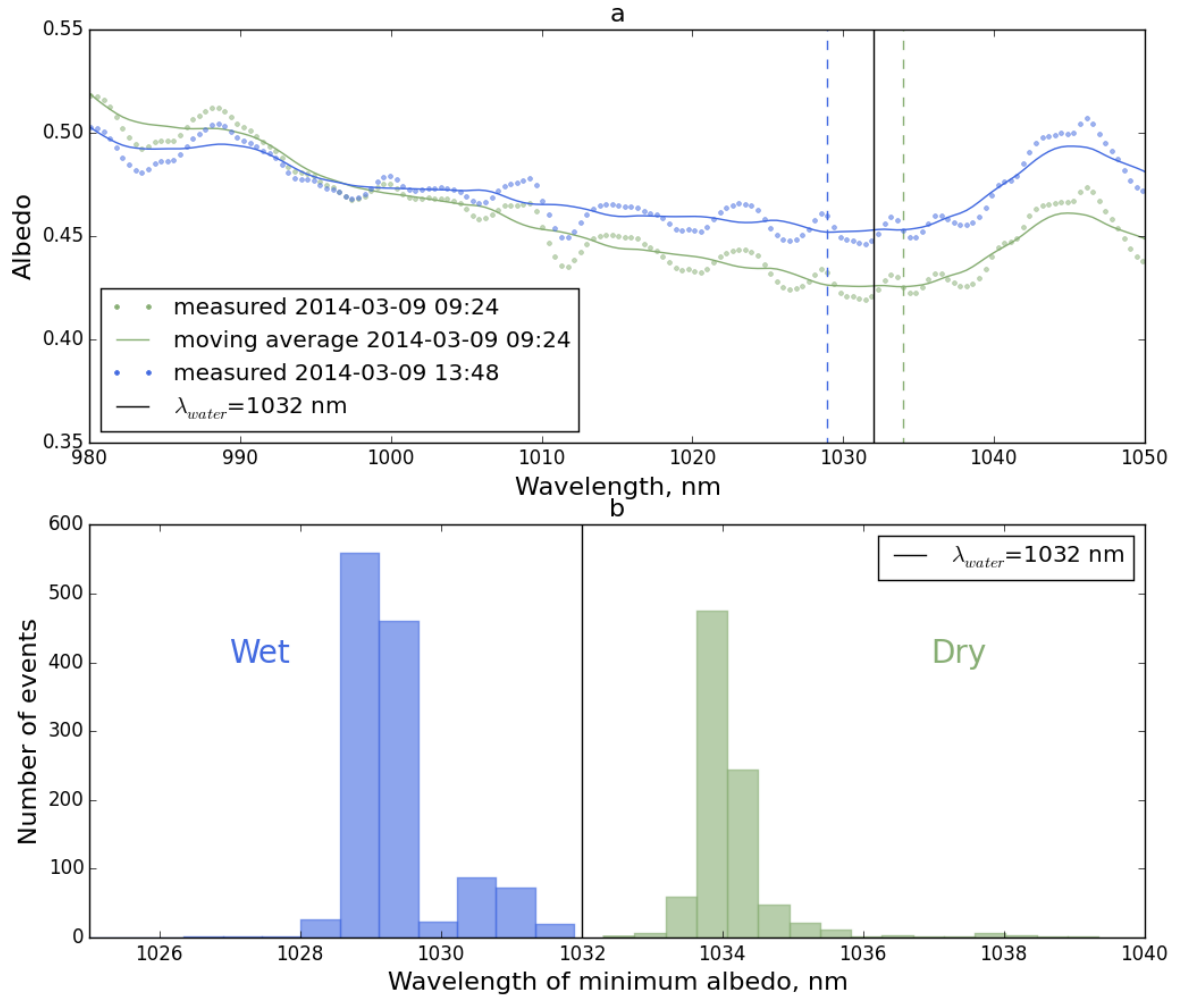 a
0.55
0.50
0.45
0.40
0.35
Albedo
measured 2014-03-09 09:24
moving average 2014-03-09 09:24
measured 2014-03-09 13:48
λwater=1032 nm
980 990 1000 1010 1020 1030 1040 1050
Wavelength, nm
b
600
500
400
300
200
100
0
Number of events
Wet
Dry
λwater=1032 nm
1026 1028 1030 1032 1034 1036 1038 1040
Wavelength of minimum albedo, nm